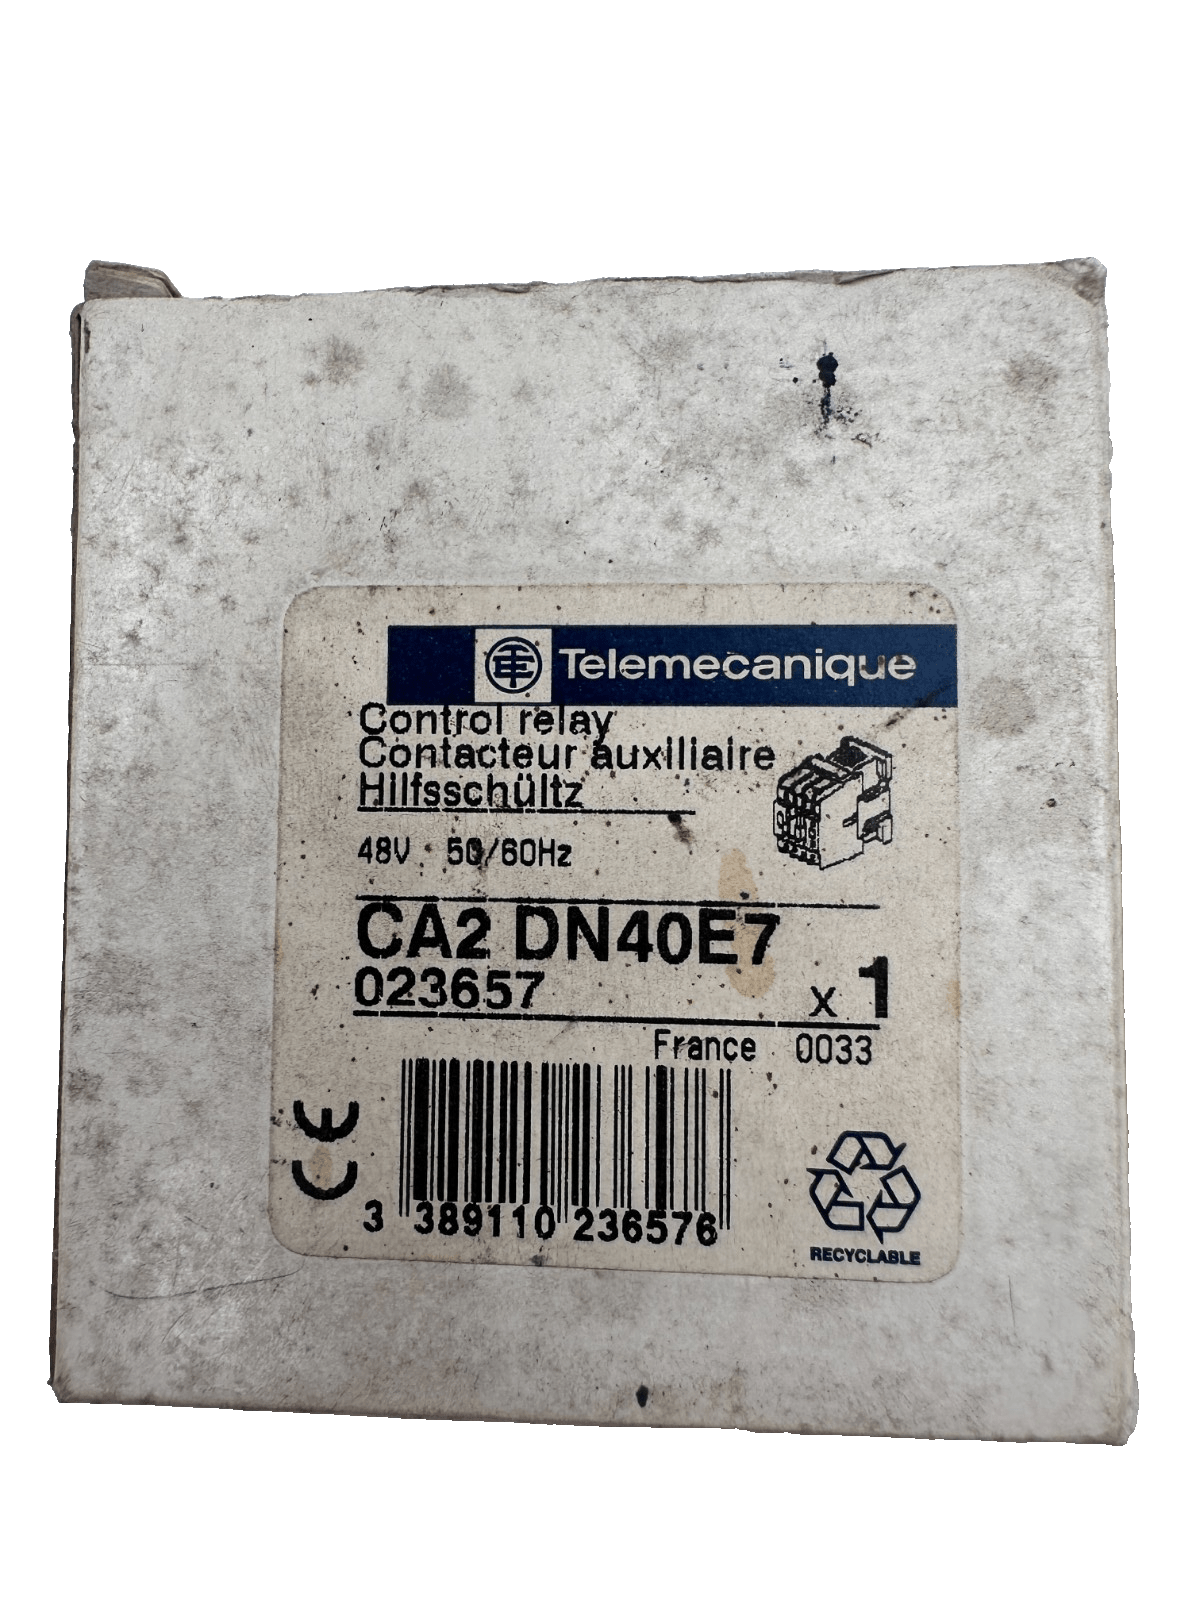 Telemecanique
Control relay
Contacteur auxiliaire
Hilfsschültz
48V 50/60Hz
CA2 DN40E7
023657
x 1
France 0033
CE
3 389110 236576
RECYCLABLE